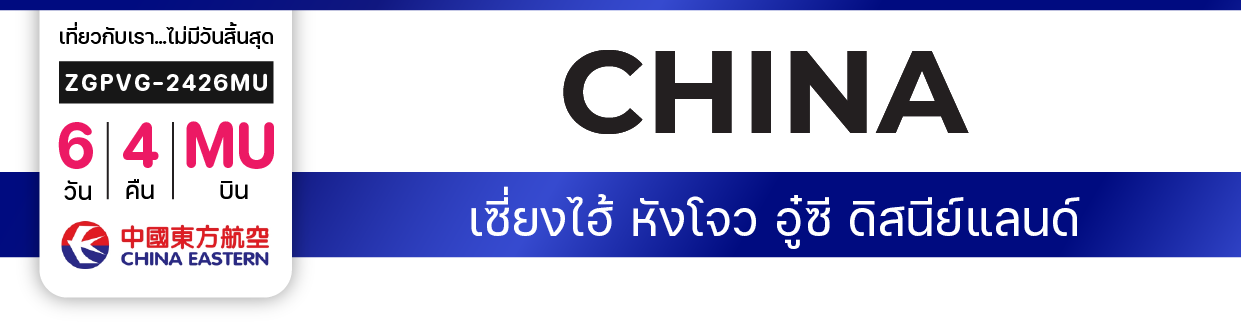 เที่ยวกับเรา...ไม่มีวันสิ้นสุด
ZGPVG-2426MU
6 4 MU
วัน คืน บิน
中國東方航空
CHINA EASTERN
CHINA
เซี่ยงไฮ้ หังโจว อู๋ซี ดิสนีย์แลนด์